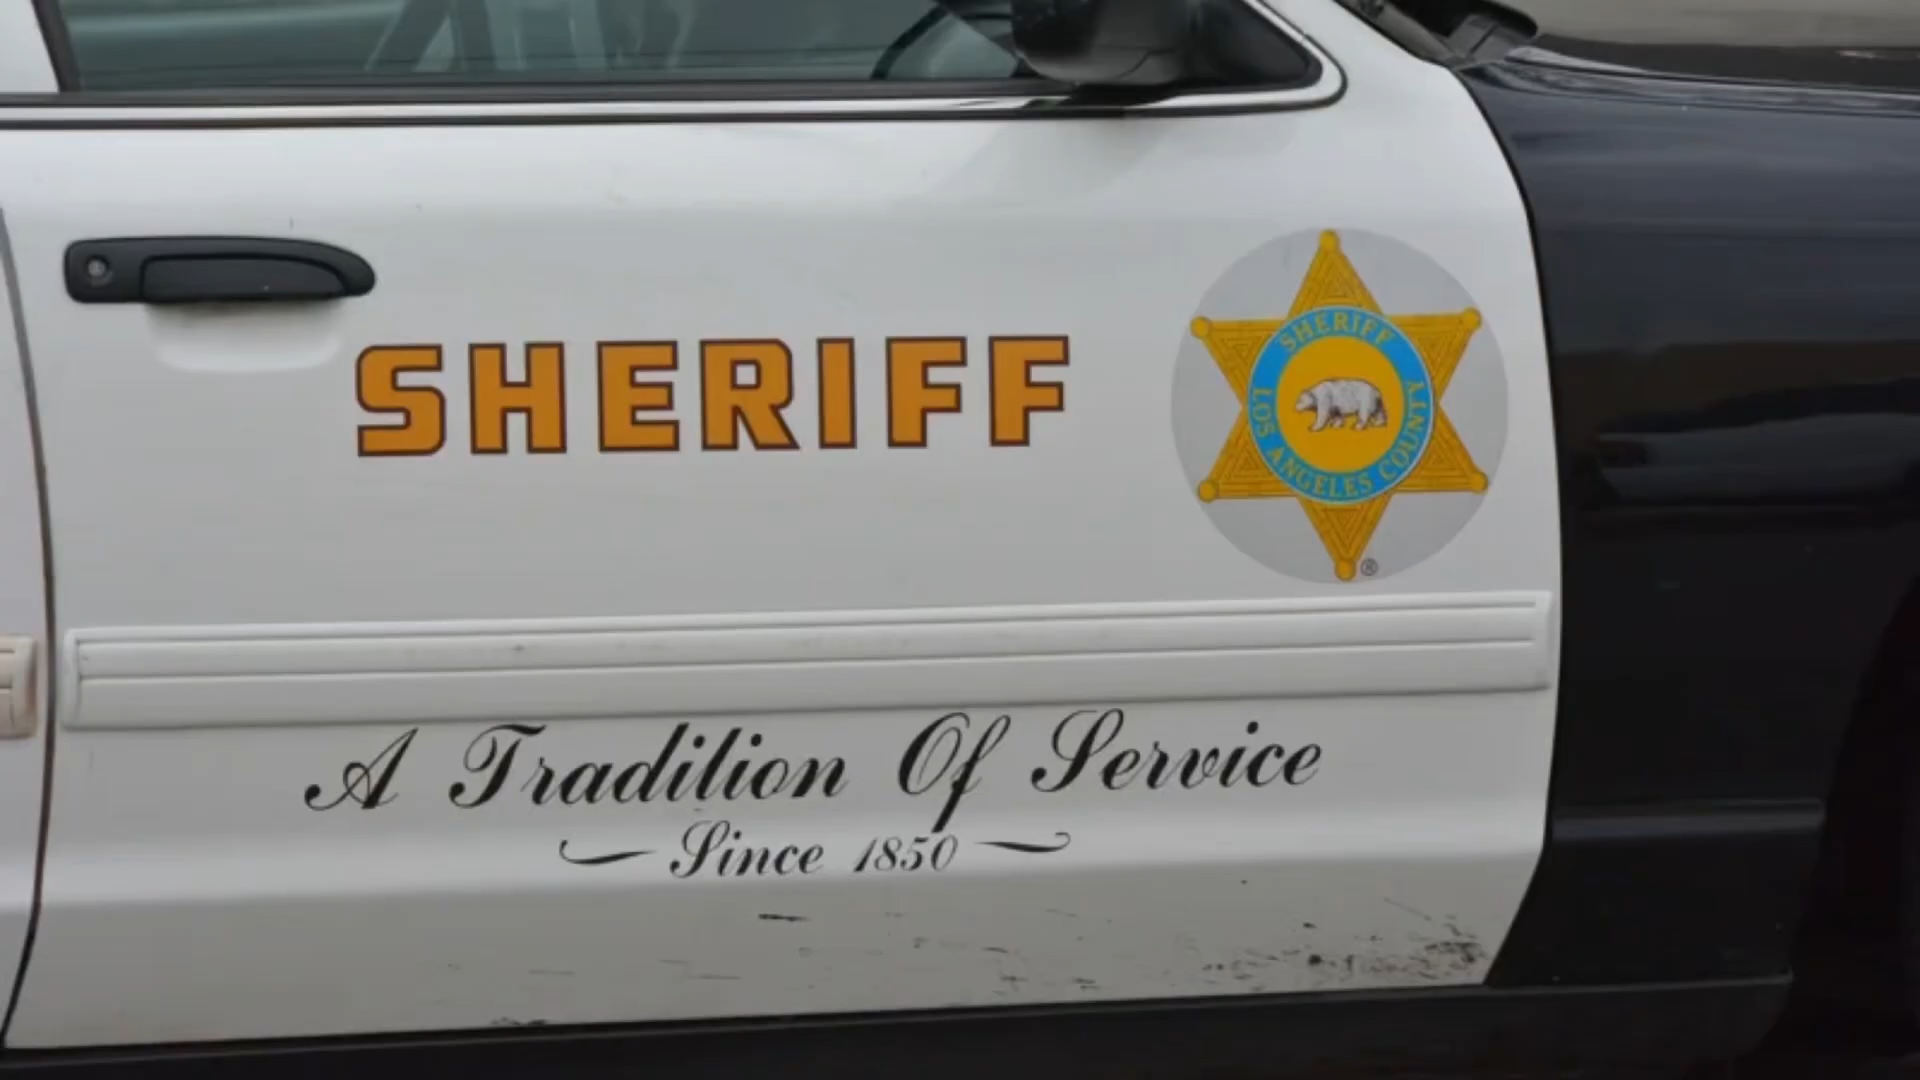 SHERIFF
SHERIFF
LOS ANGELES COUNTY
®
A Tradition Of Service
Since 1850